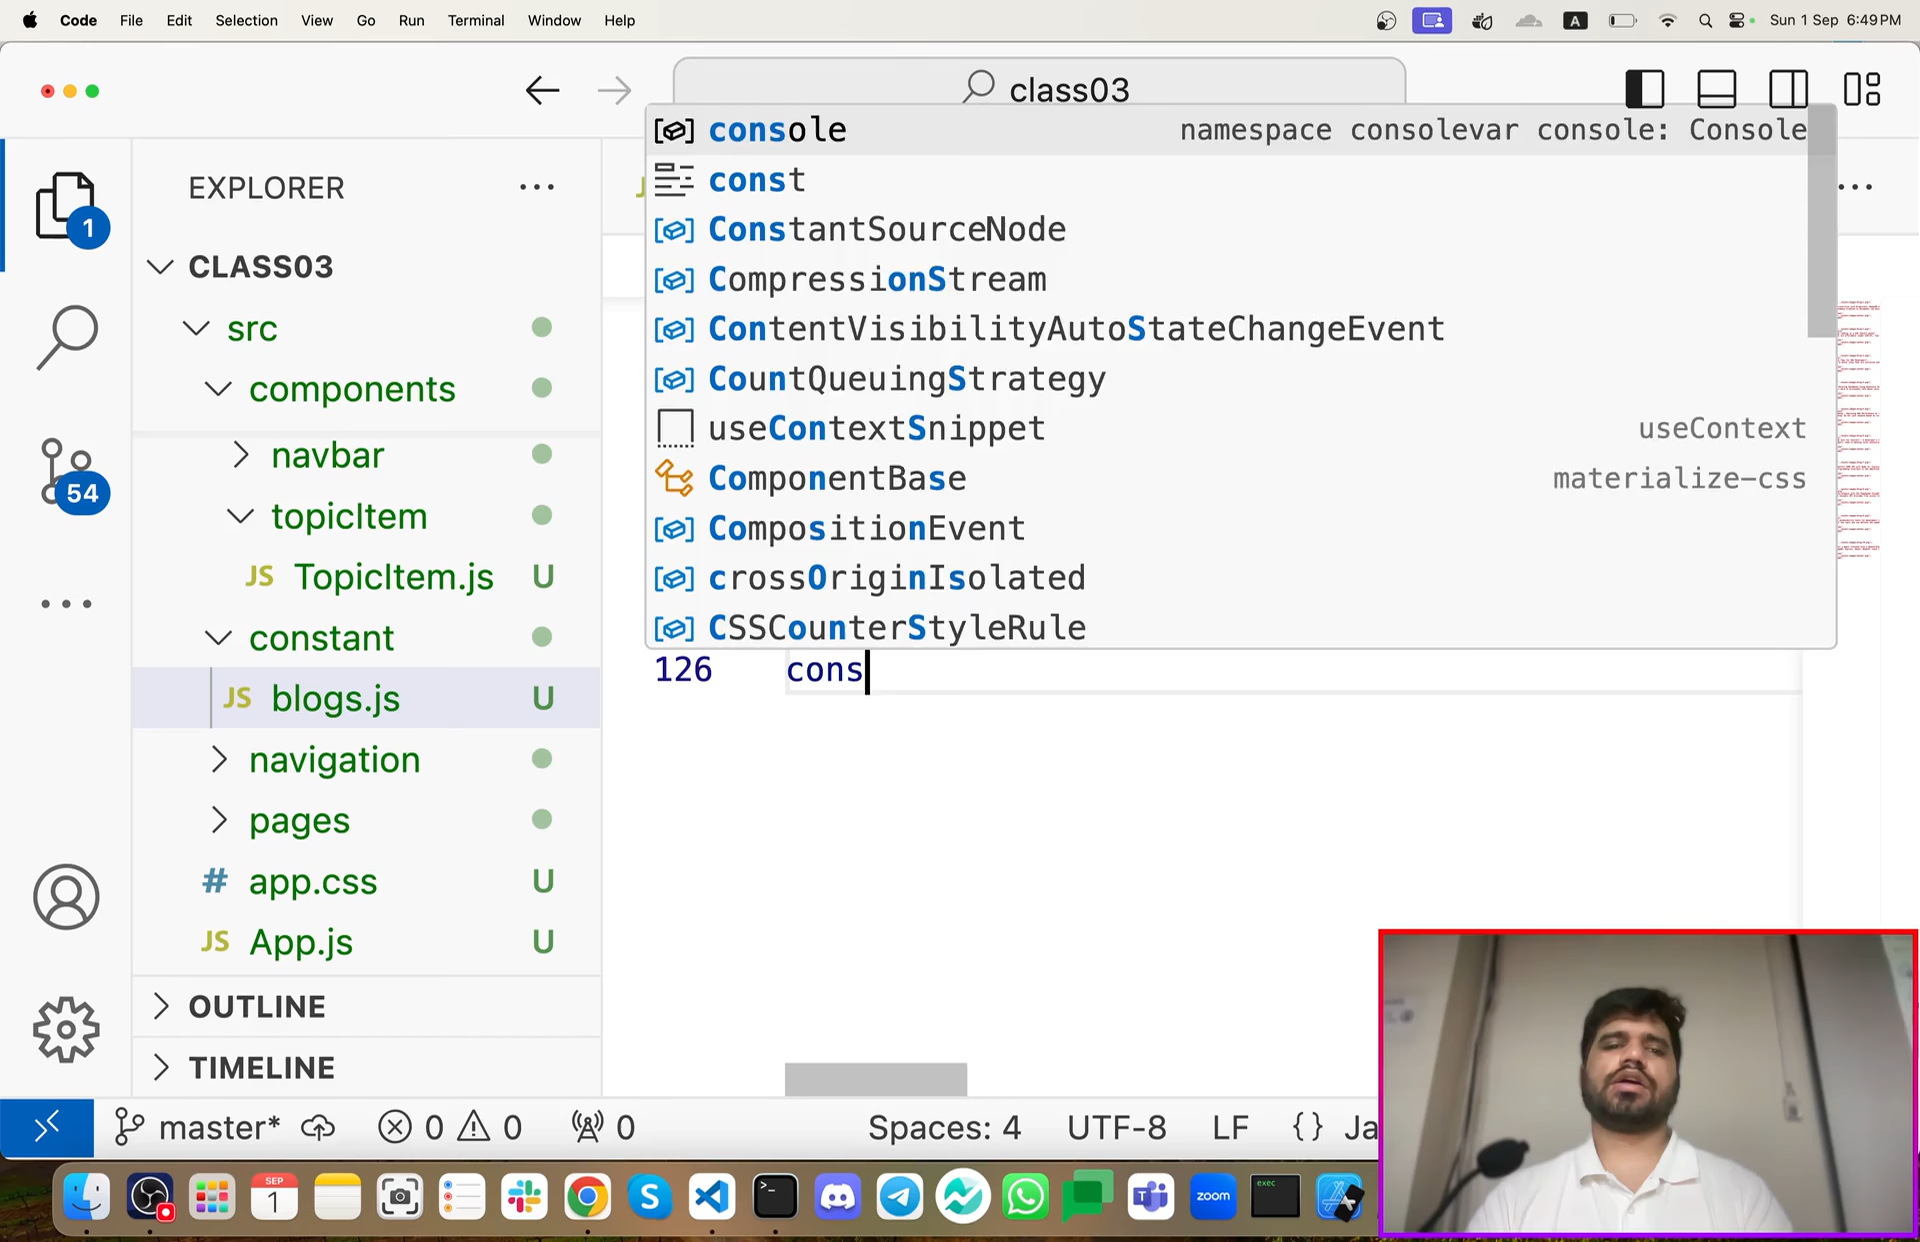 Code File Edit Selection View Go Run Terminal Window Help
A
Sun 1 Sep 6:49 PM
class03
EXPLORER
1
CLASS03
src
components
navbar
54
topicItem
JS TopicItem.js U
constant
JS blogs.js U
navigation
pages
# app.css U
JS App.js U
OUTLINE
TIMELINE
console namespace consolevar console: Console
const
ConstantSourceNode
CompressionStream
ContentVisibilityAutoStateChangeEvent
CountQueuingStrategy
useContextSnippet useContext
ComponentBase materialize-css
CompositionEvent
crossOriginIsolated
CSSCounterStyleRule
126 cons
master* 0 0 0 Spaces: 4 UTF-8 LF {} Ja
SEP
1
S
T
zoom
exec